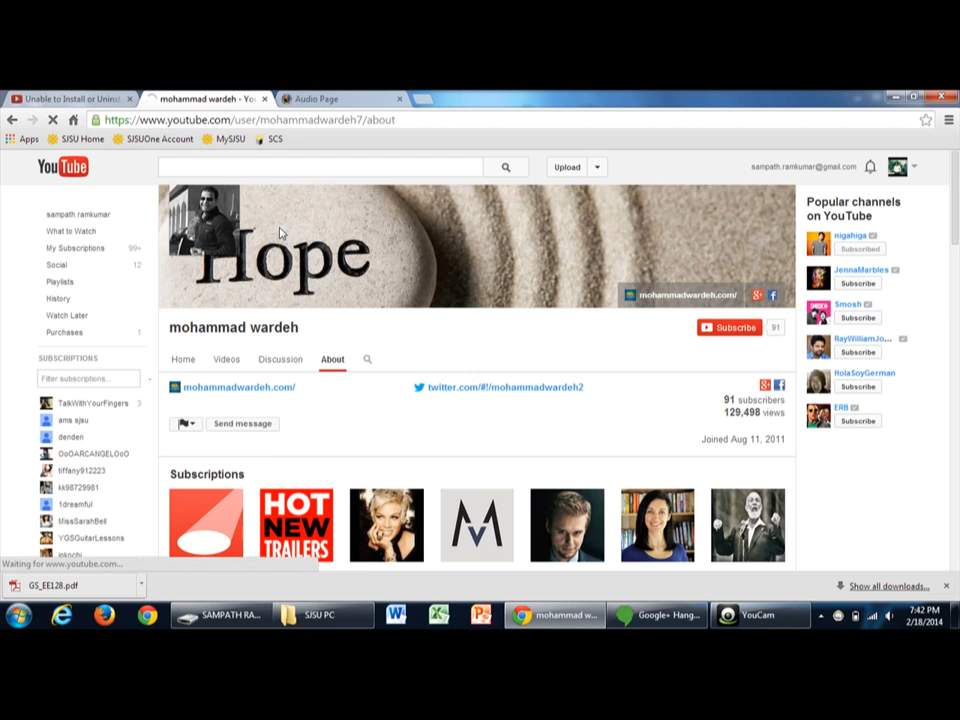 Unable to Install or Uninst
mohammad wardeh - Yo
Audio Page
https://www.youtube.com/user/mohammadwardeh7/about
Apps
SJSU Home
SJSUOne Account
MySJSU
SCS
YouTube
Upload
sampath.ramkumar@gmail.com
sampath ramkumar
What to Watch
My Subscriptions 99+
Social 12
Playlists
History
Watch Later
Purchases 1
SUBSCRIPTIONS
Filter subscriptions...
TalkWithYourFingers 3
ams sjsu
denden
OoOARCANGELOoO
tiffany912223
kk98729981
1dreamful
MissSarahBell
YGSGuitarLessons
Hope
mohammadwardeh.com/
mohammad wardeh
Subscribe 91
Home Videos Discussion About
mohammadwardeh.com/
twitter.com/#!/mohammadwardeh2
91 subscribers
129,498 views
Send message
Joined Aug 11, 2011
Subscriptions
HOT
NEW
TRAILERS
Popular channels
on YouTube
nigahiga
Subscribed
JennaMarbles
Subscribe
Smosh
Subscribe
RayWilliamJo...
Subscribe
HolaSoyGerman
Subscribe
ERB
Subscribe
Waiting for www.youtube.com...
GS_EE128.pdf
Show all downloads...
SAMPATH RA...
SJSU PC
mohammad w...
Google+ Hang...
YouCam
7:42 PM
2/18/2014